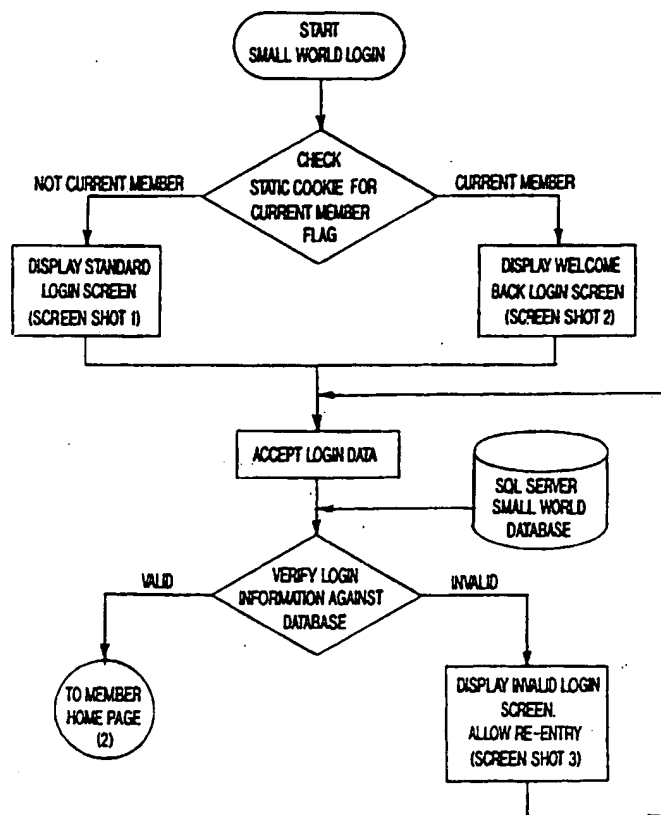 START
SMALL WORLD LOGIN
CHECK
STATIC COOKIE FOR
CURRENT MEMBER
FLAG
NOT CURRENT MEMBER
CURRENT MEMBER
DISPLAY STANDARD
LOGIN SCREEN
(SCREEN SHOT 1)
DISPLAY WELCOME
BACK LOGIN SCREEN
(SCREEN SHOT 2)
ACCEPT LOGIN DATA
SQL SERVER
SMALL WORLD
DATABASE
VERIFY LOGIN
INFORMATION AGAINST
DATABASE
VALID
INVALID
TO MEMBER
HOME PAGE
(2)
DISPLAY INVALID LOGIN
SCREEN.
ALLOW RE-ENTRY
(SCREEN SHOT 3)